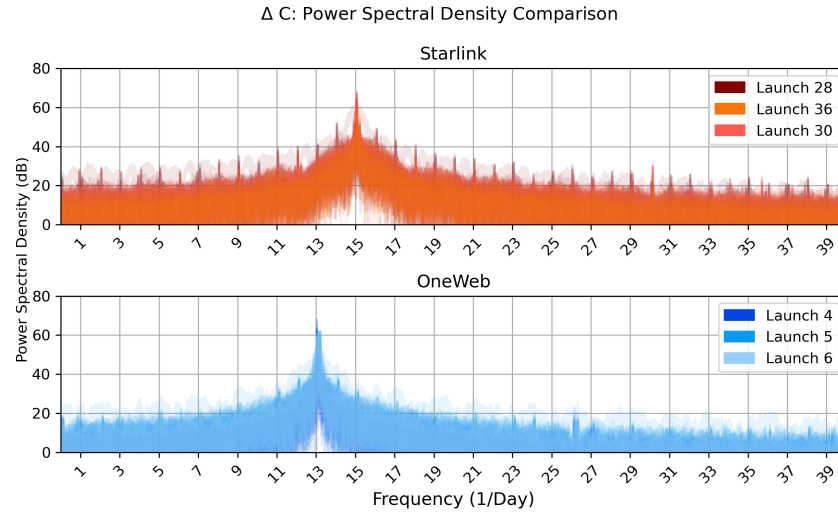 Δ C: Power Spectral Density Comparison
Starlink
80
60
40
20
0
Launch 28
Launch 36
Launch 30
1 3 5 7 9 11 13 15 17 19 21 23 25 27 29 31 33 35 37 39
Power Spectral Density (dB)
OneWeb
80
60
40
20
0
Launch 4
Launch 5
Launch 6
1 3 5 7 9 11 13 15 17 19 21 23 25 27 29 31 33 35 37 39
Frequency (1/Day)